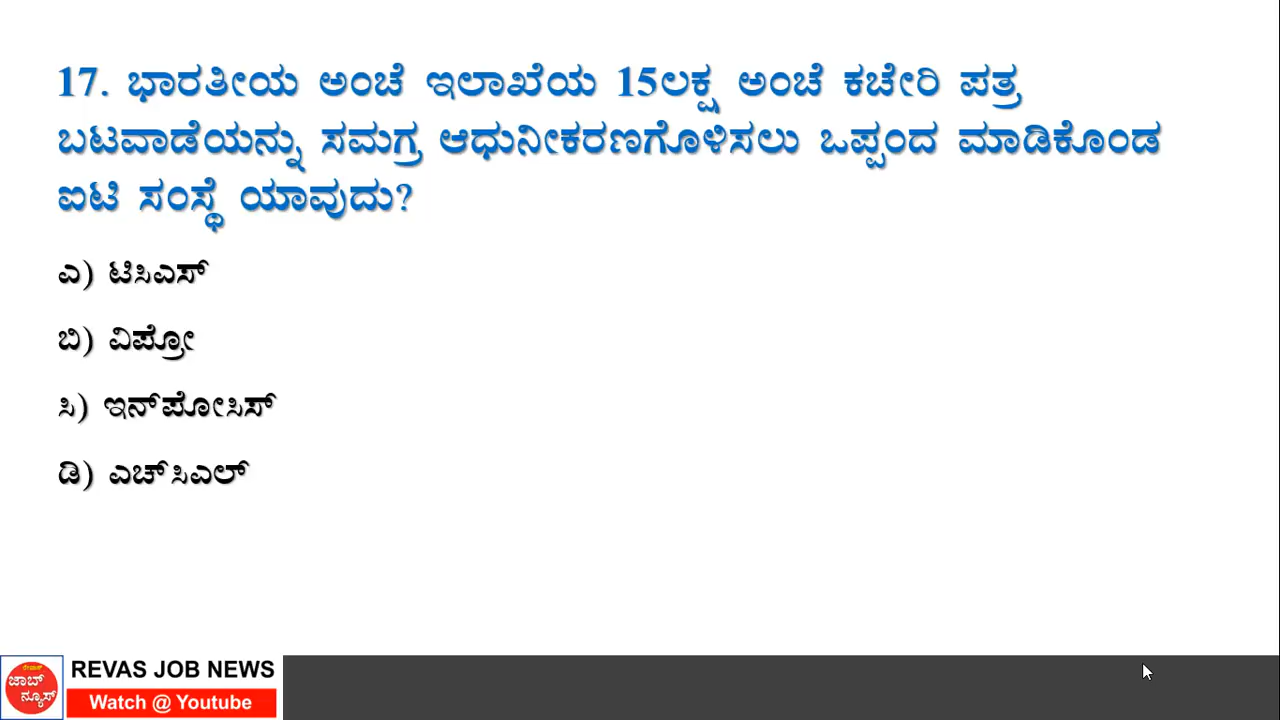 17. ಭಾರತೀಯ ಅಂಚೆ ಇಲಾಖೆಯ 15ಲಕ್ಷ ಅಂಚೆ ಕಚೇರಿ ಪತ್ರ
ಬಟವಾಡೆಯನ್ನು ಸಮಗ್ರ ಆಧುನೀಕರಣಗೊಳಿಸಲು ಒಪ್ಪಂದ ಮಾಡಿಕೊಂಡ
ಐಟಿ ಸಂಸ್ಥೆ ಯಾವುದು?
ಎ) ಟಿಸಿಎಸ್
ಬಿ) ವಿಪ್ರೋ
ಸಿ) ಇನ್‌ಪೋಸಿಸ್
ಡಿ) ಎಚ್‌ಸಿಎಲ್
ರೇವಾಸ್
ಜಾಬ್
ನ್ಯೂಸ್
REVAS JOB NEWS
Watch @ Youtube